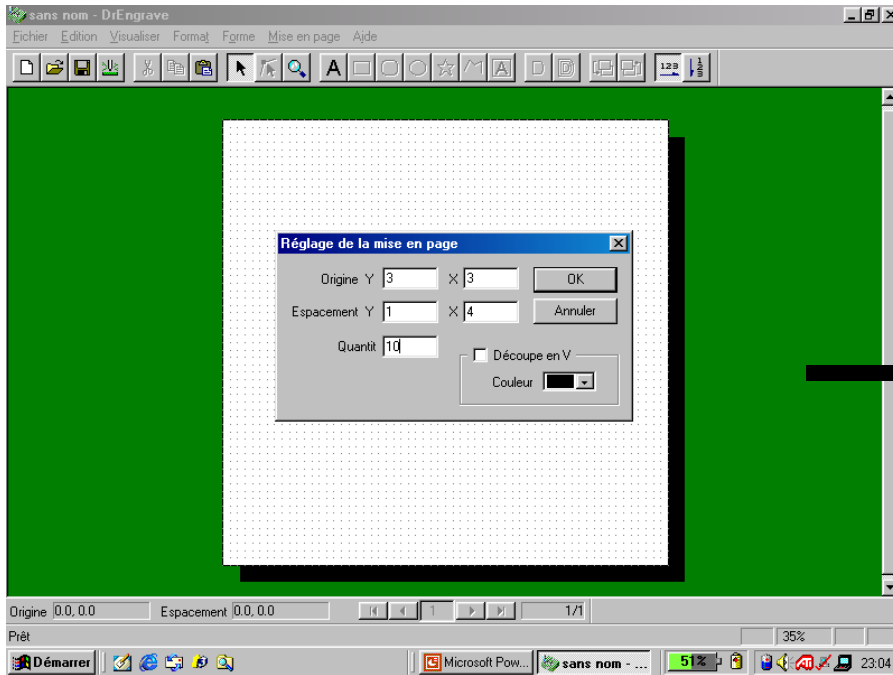 sans nom - DrEngrave
Fichier Edition Visualiser Format Forme Mise en page Aide
A A D D 123 123
Réglage de la mise en page
Origine Y 3 X 3 OK
Espacement Y 1 X 4 Annuler
Quantit 10
Découpe en V
Couleur
Origine 0.0, 0.0 Espacement 0.0, 0.0 1 1/1
Prêt 35%
Démarrer Microsoft Pow... sans nom - ... 51% 23:04